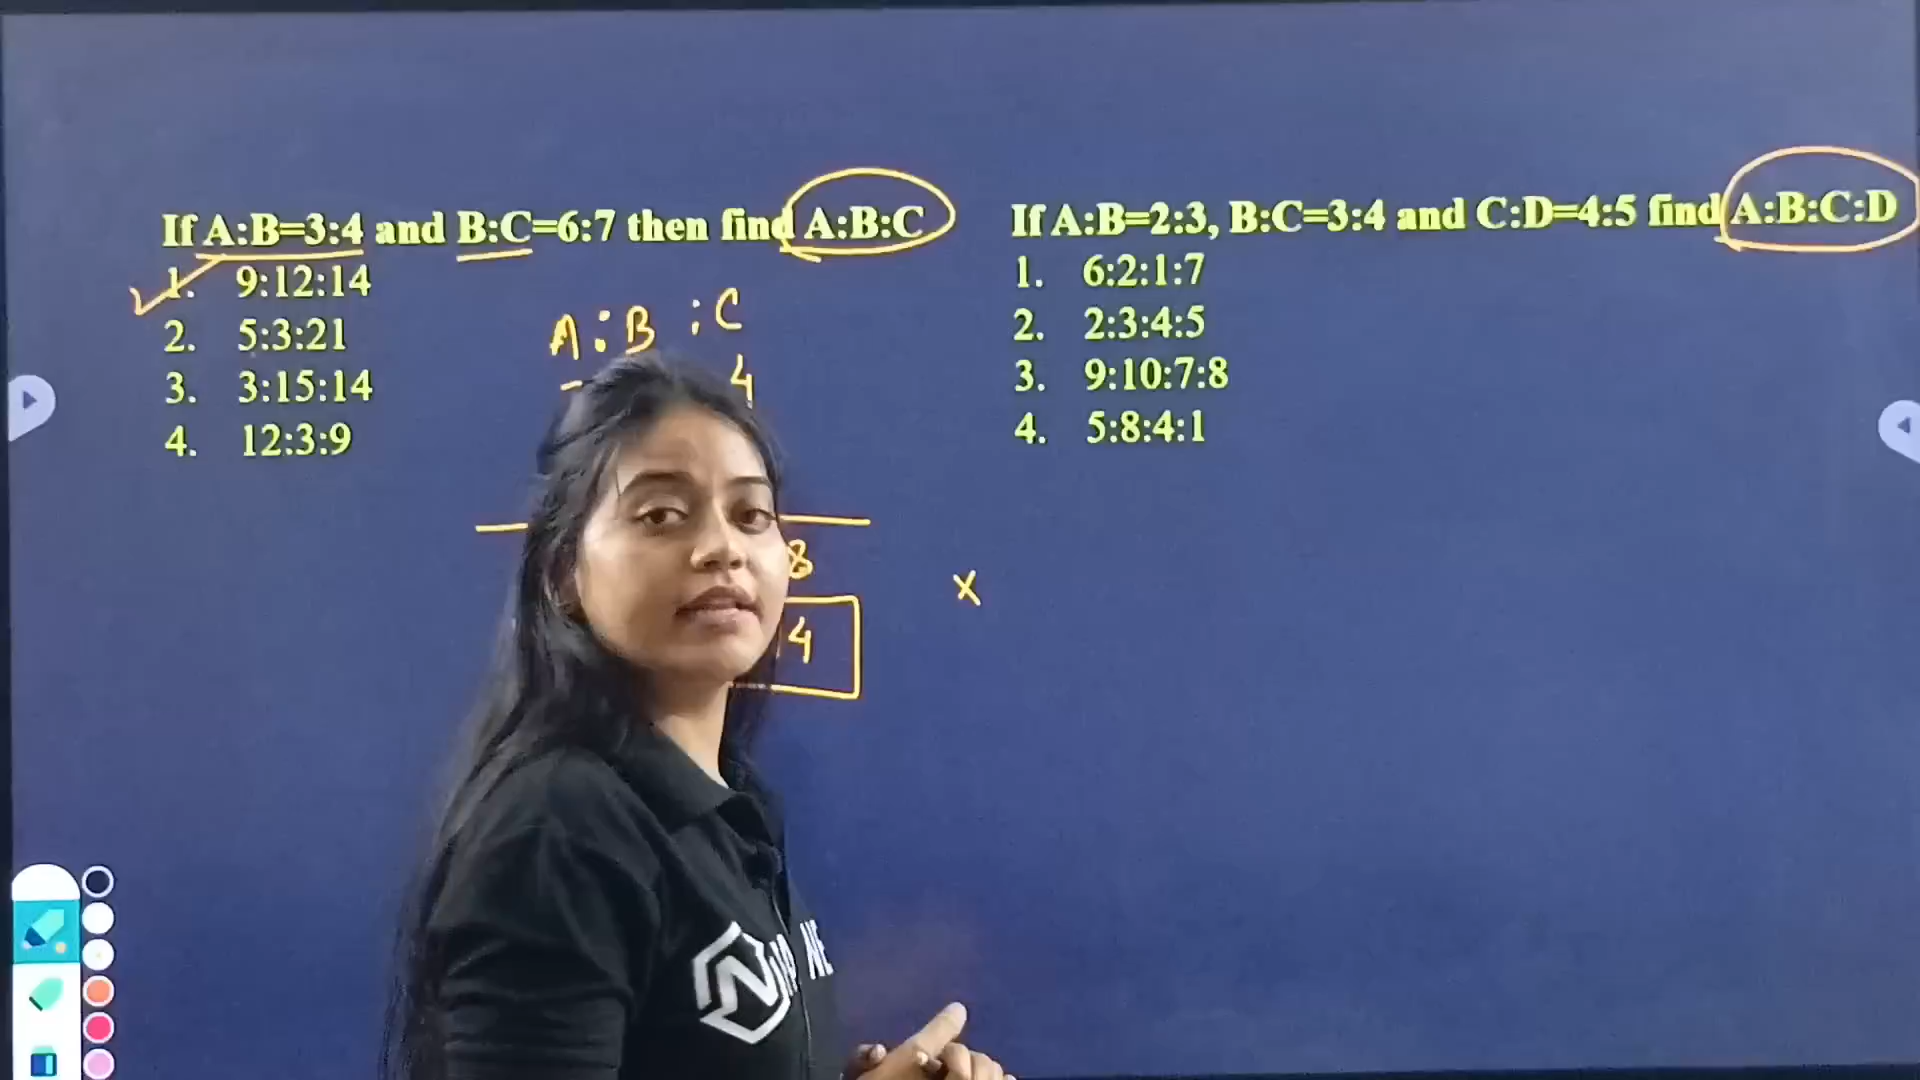 If A:B=3:4 and B:C=6:7 then find A:B:C
1. 9:12:14
2. 5:3:21
3. 3:15:14
4. 12:3:9
A : B : C
4
8
4
x
If A:B=2:3, B:C=3:4 and C:D=4:5 find A:B:C:D
1. 6:2:1:7
2. 2:3:4:5
3. 9:10:7:8
4. 5:8:4:1